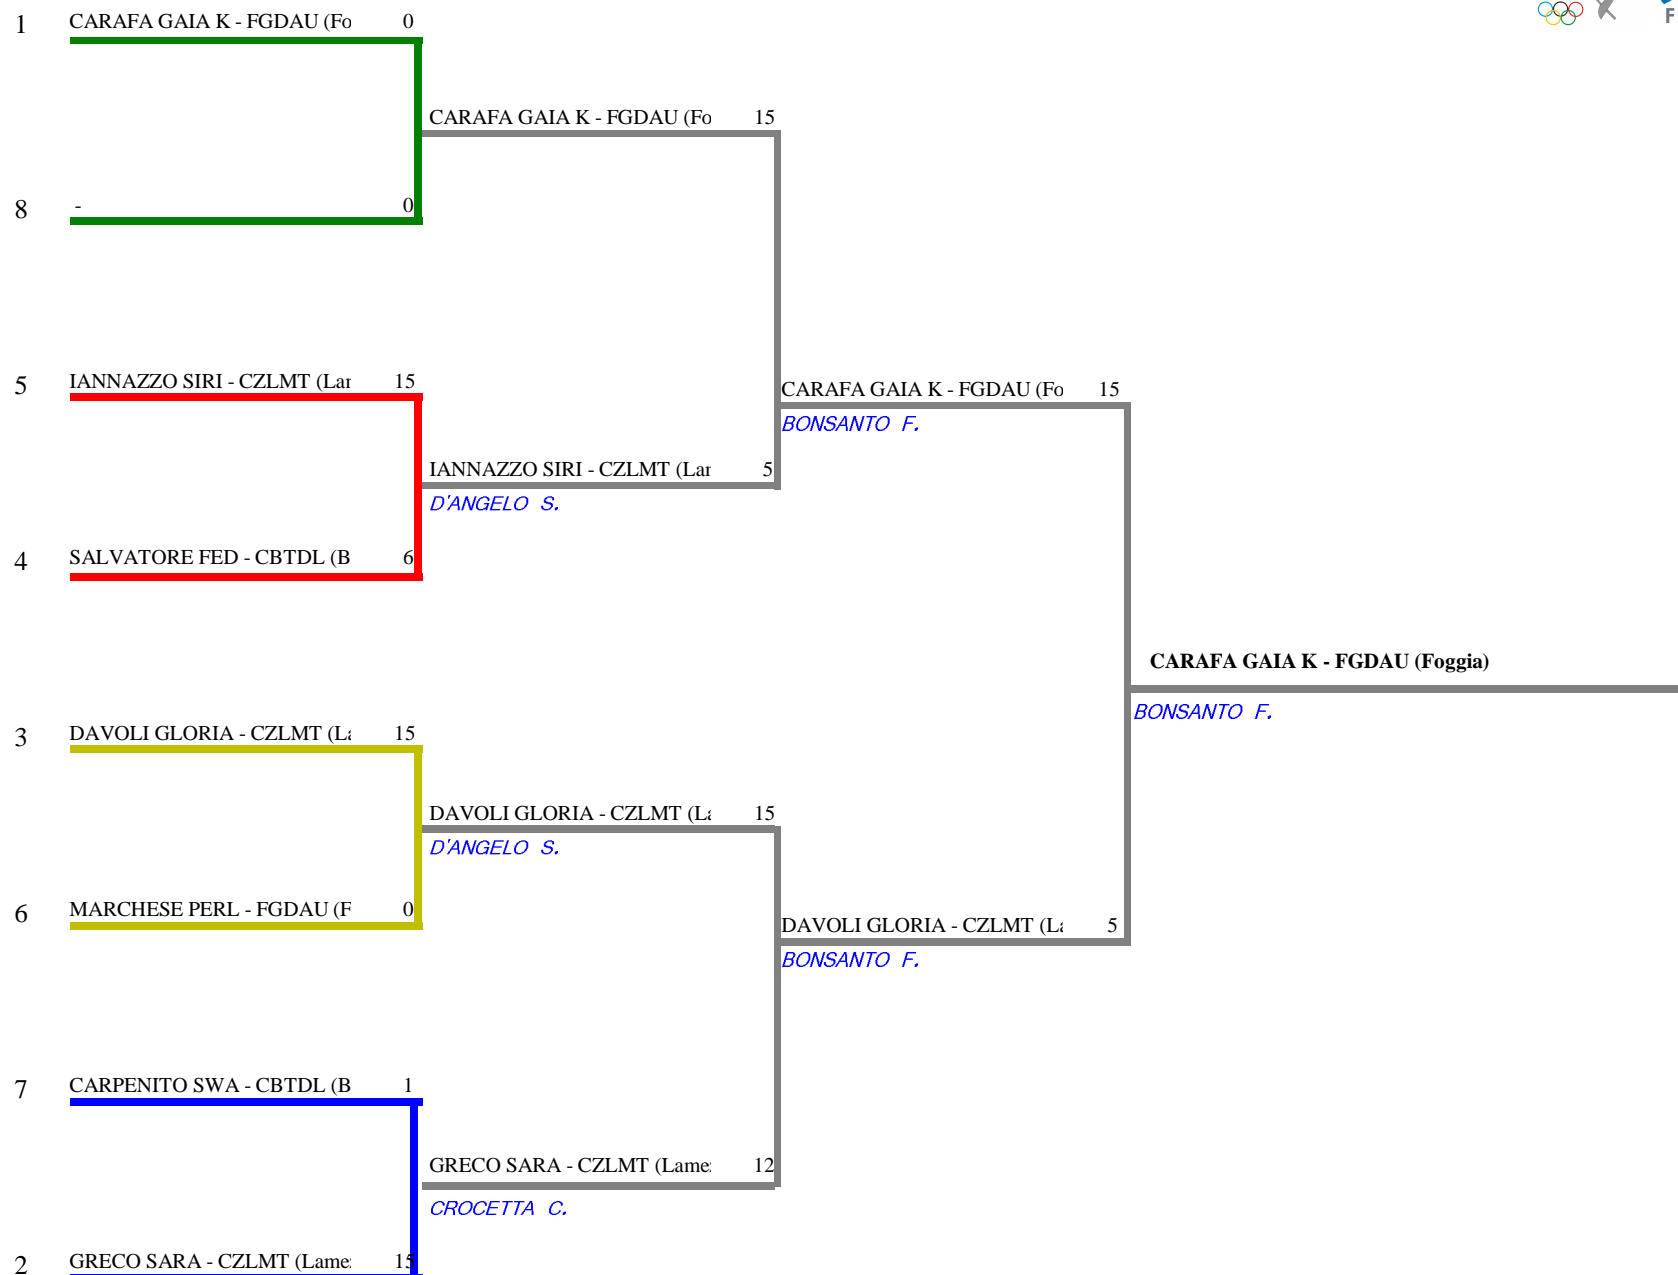 1 CARAFA GAIA K - FGDAU (Fo 0
F
CARAFA GAIA K - FGDAU (Fo 15
8 - 0
5 IANNAZZO SIRI - CZLMT (Lar 15
CARAFA GAIA K - FGDAU (Fo 15
BONSANTO F.
IANNAZZO SIRI - CZLMT (Lar 5
D'ANGELO S.
4 SALVATORE FED - CBTDL (B 6
CARAFA GAIA K - FGDAU (Foggia)
BONSANTO F.
3 DAVOLI GLORIA - CZLMT (La 15
DAVOLI GLORIA - CZLMT (La 15
D'ANGELO S.
6 MARCHESE PERL - FGDAU (F 0
DAVOLI GLORIA - CZLMT (La 5
BONSANTO F.
7 CARPENITO SWA - CBTDL (B 1
GRECO SARA - CZLMT (Lame 12
CROCETTA C.
2 GRECO SARA - CZLMT (Lame 15